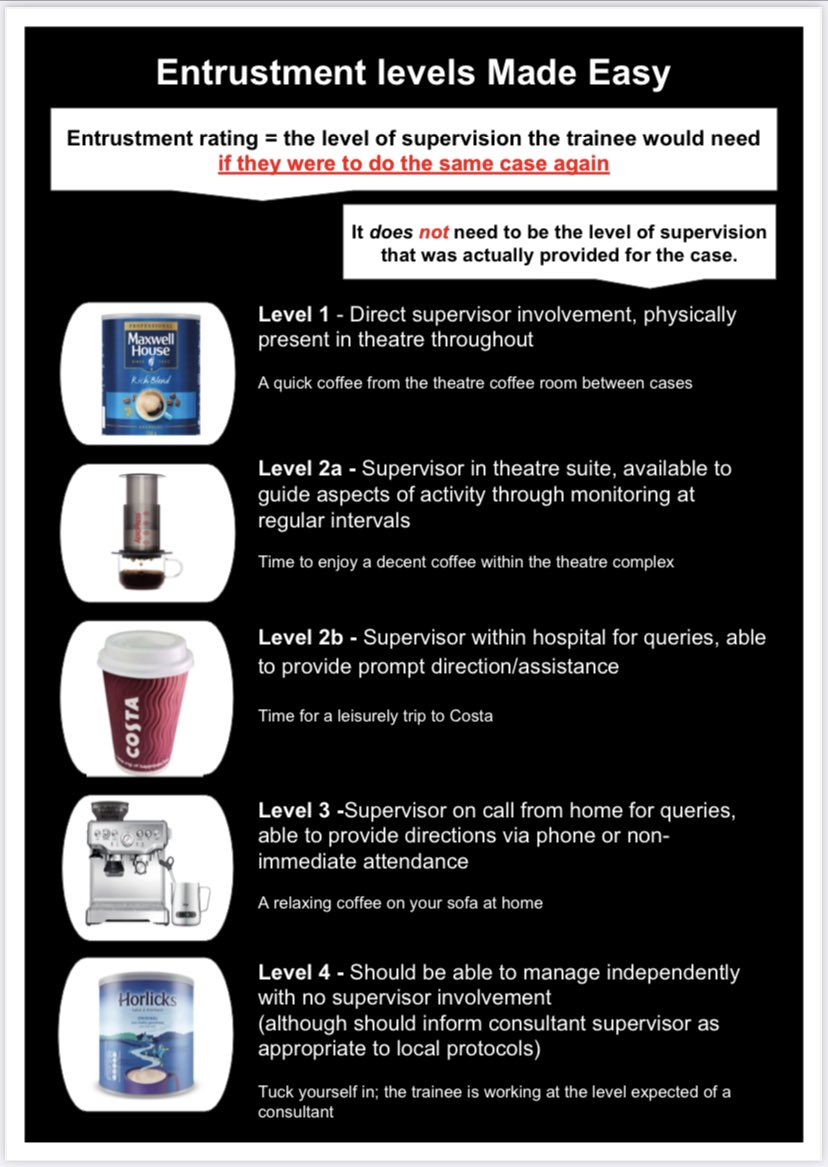 Entrustment levels Made Easy
Entrustment rating = the level of supervision the trainee would need
if they were to do the same case again
It does not need to be the level of supervision
that was actually provided for the case.
PROFESSIONAL
Maxwell
House
Rich Blend
Level 1 - Direct supervisor involvement, physically
present in theatre throughout
A quick coffee from the theatre coffee room between cases
Level 2a - Supervisor in theatre suite, available to
guide aspects of activity through monitoring at
regular intervals
Time to enjoy a decent coffee within the theatre complex
COSTA
Level 2b - Supervisor within hospital for queries, able
to provide prompt direction/assistance
Time for a leisurely trip to Costa
Level 3 -Supervisor on call from home for queries,
able to provide directions via phone or non-
immediate attendance
A relaxing coffee on your sofa at home
Horlicks
ORIGINAL
Level 4 - Should be able to manage independently
with no supervisor involvement
(although should inform consultant supervisor as
appropriate to local protocols)
Tuck yourself in; the trainee is working at the level expected of a
consultant